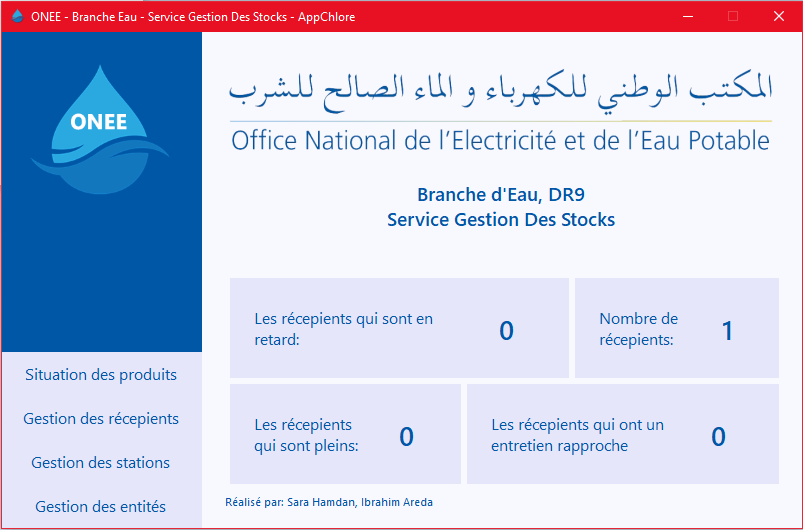 ONEE - Branche Eau - Service Gestion Des Stocks - AppChlore
ONEE
المكتب الوطني للكهرباء و الماء الصالح للشرب
Office National de l'Electricité et de l'Eau Potable
Branche d'Eau, DR9
Service Gestion Des Stocks
Les récepients qui sont en
retard:
0
Nombre de
récepients:
1
Les récepients
qui sont pleins:
0
Les récepients qui ont un
entretien rapproche
0
Situation des produits
Gestion des récepients
Gestion des stations
Gestion des entités
Réalisé par: Sara Hamdan, Ibrahim Areda